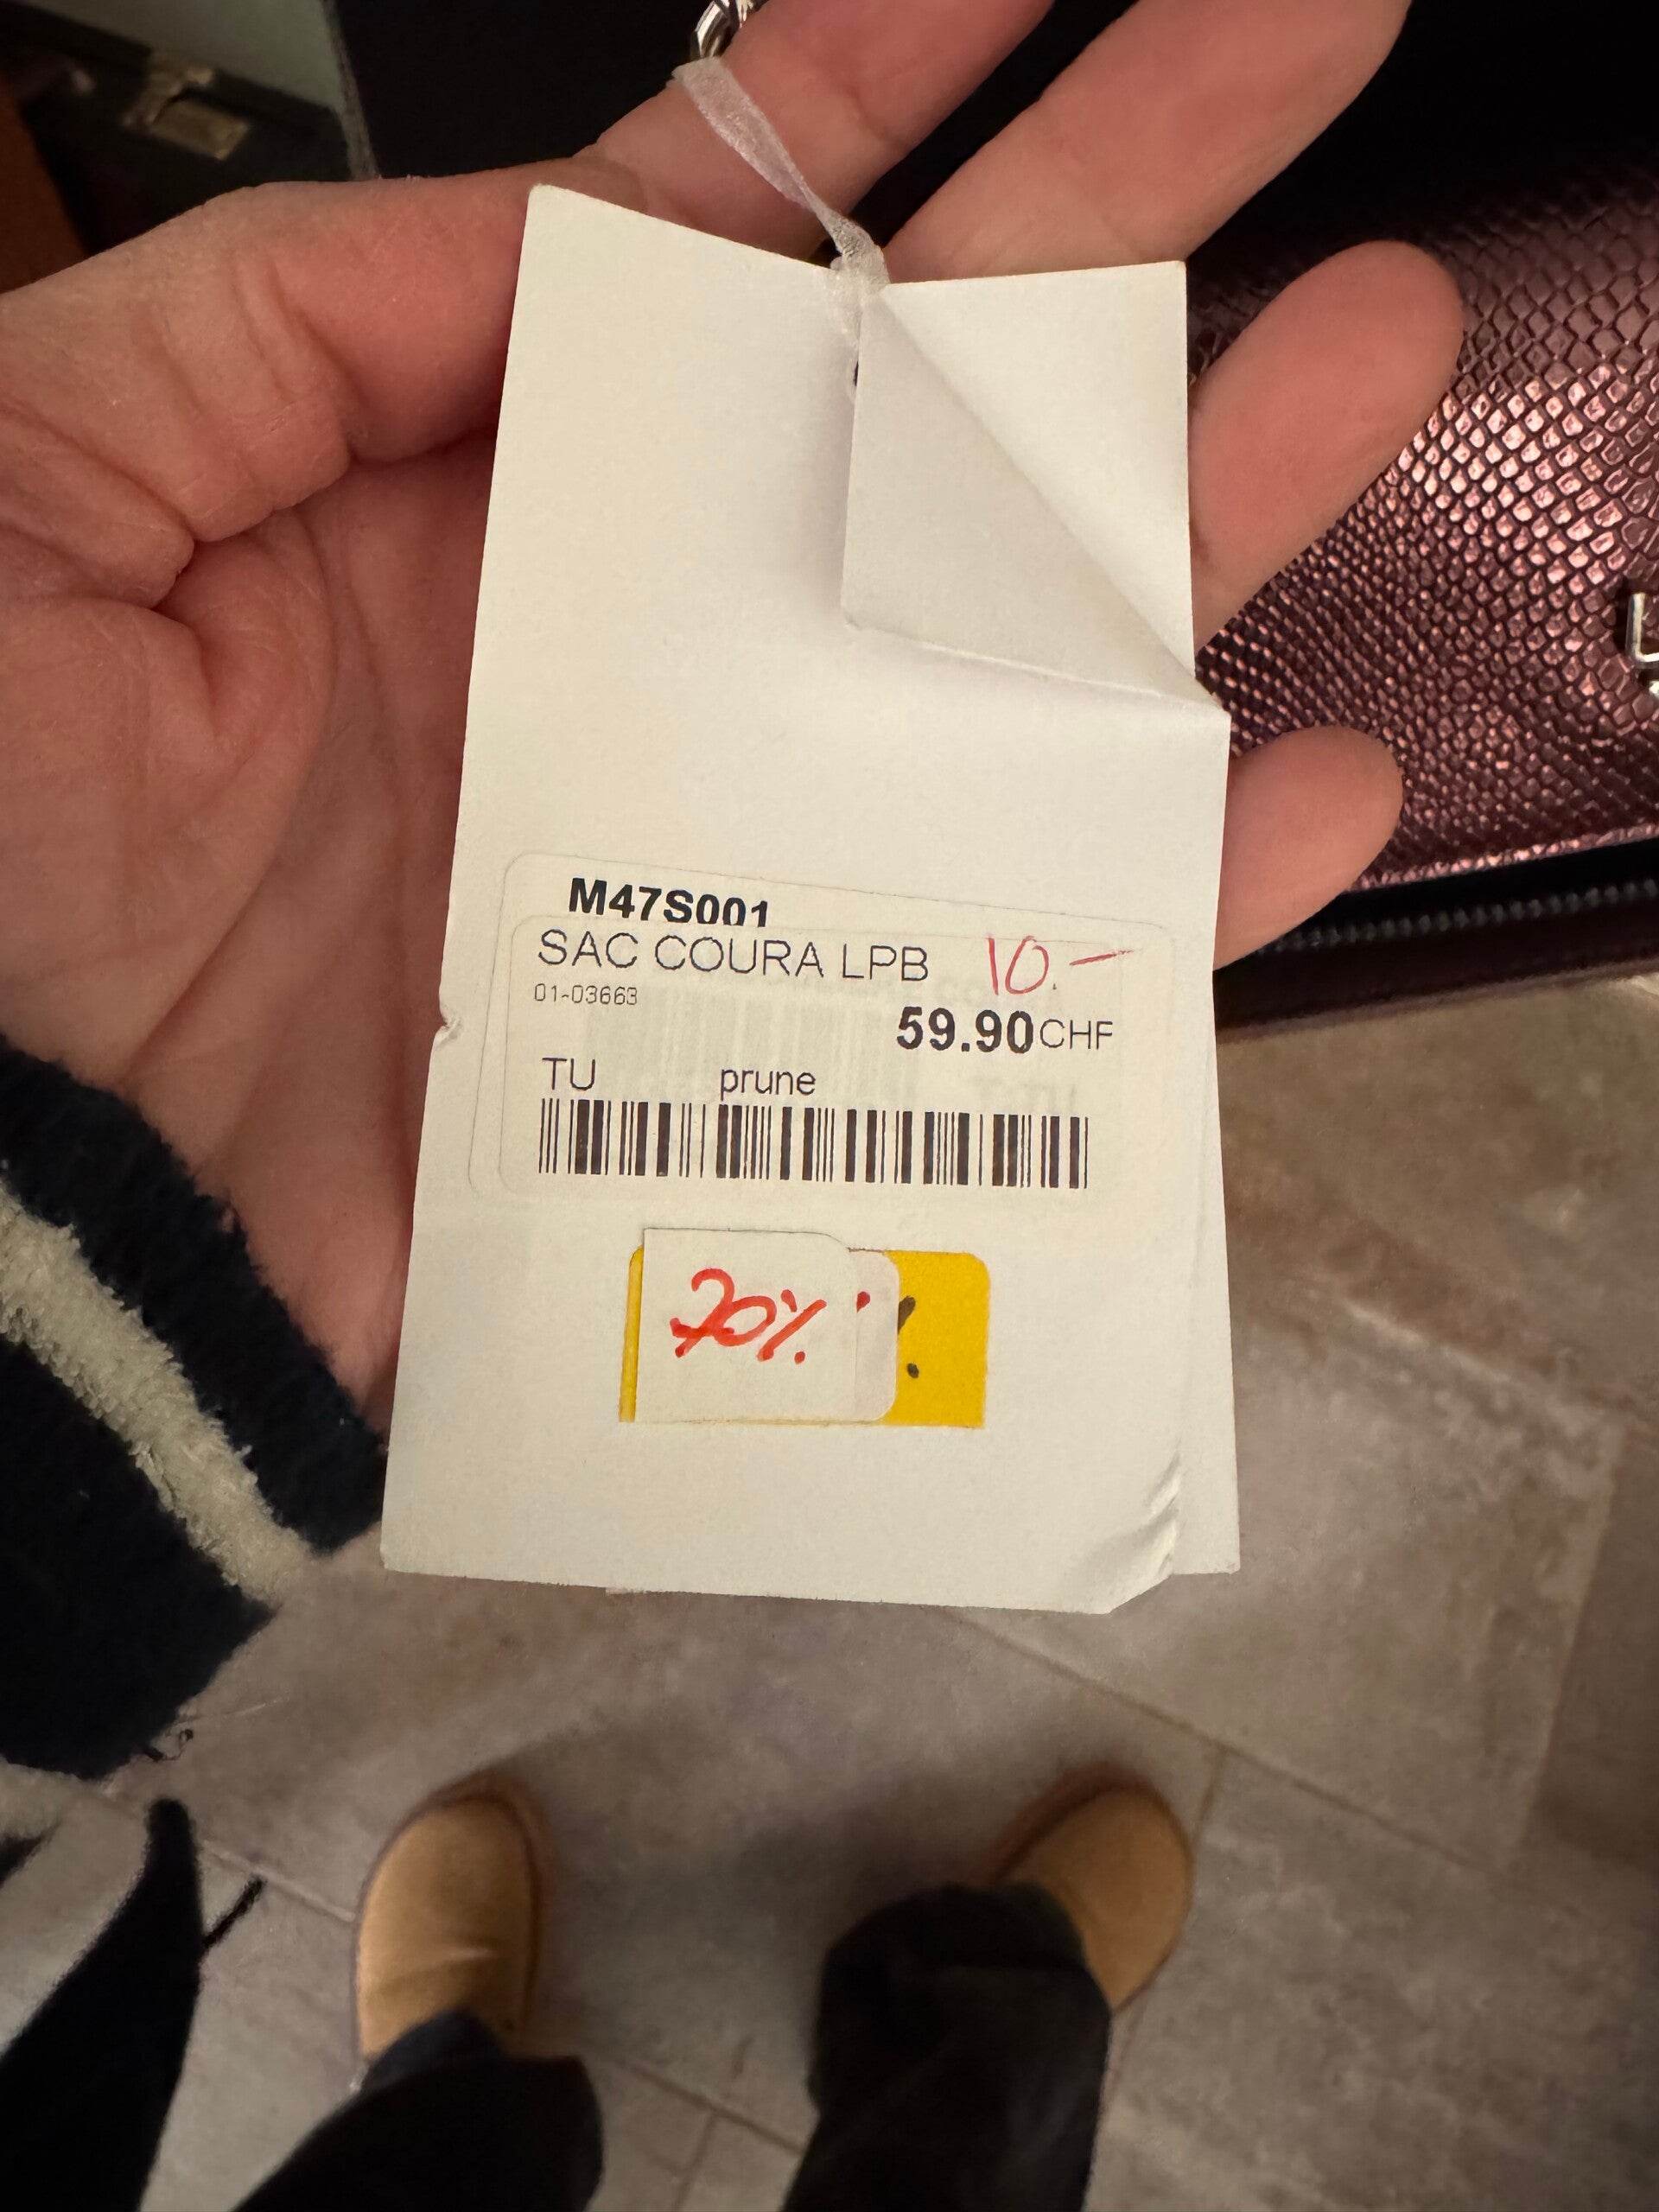 M47S001
SAC COURA LPB 10.-
01-03663
59.90CHF
TU prune
70%